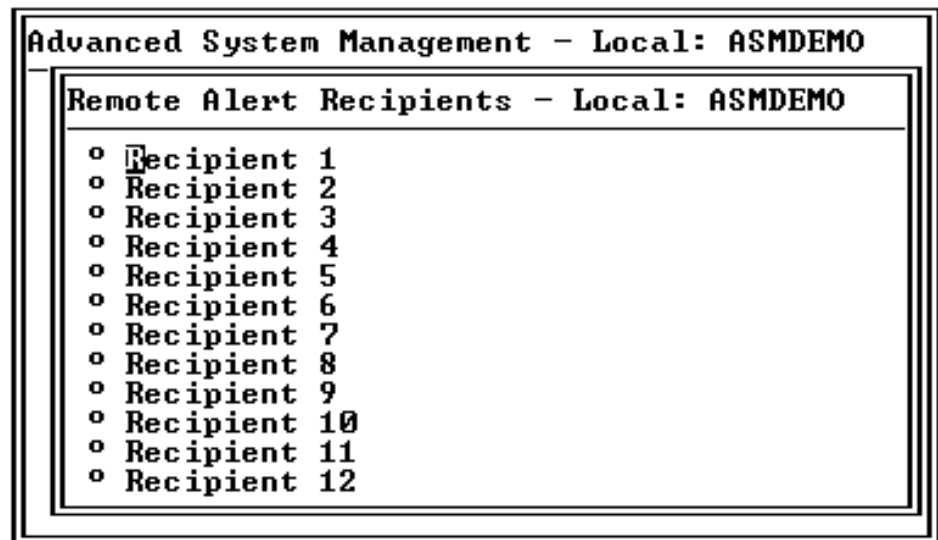 Advanced System Management - Local: ASMDEMO
Remote Alert Recipients - Local: ASMDEMO
° Recipient 1
° Recipient 2
° Recipient 3
° Recipient 4
° Recipient 5
° Recipient 6
° Recipient 7
° Recipient 8
° Recipient 9
° Recipient 10
° Recipient 11
° Recipient 12